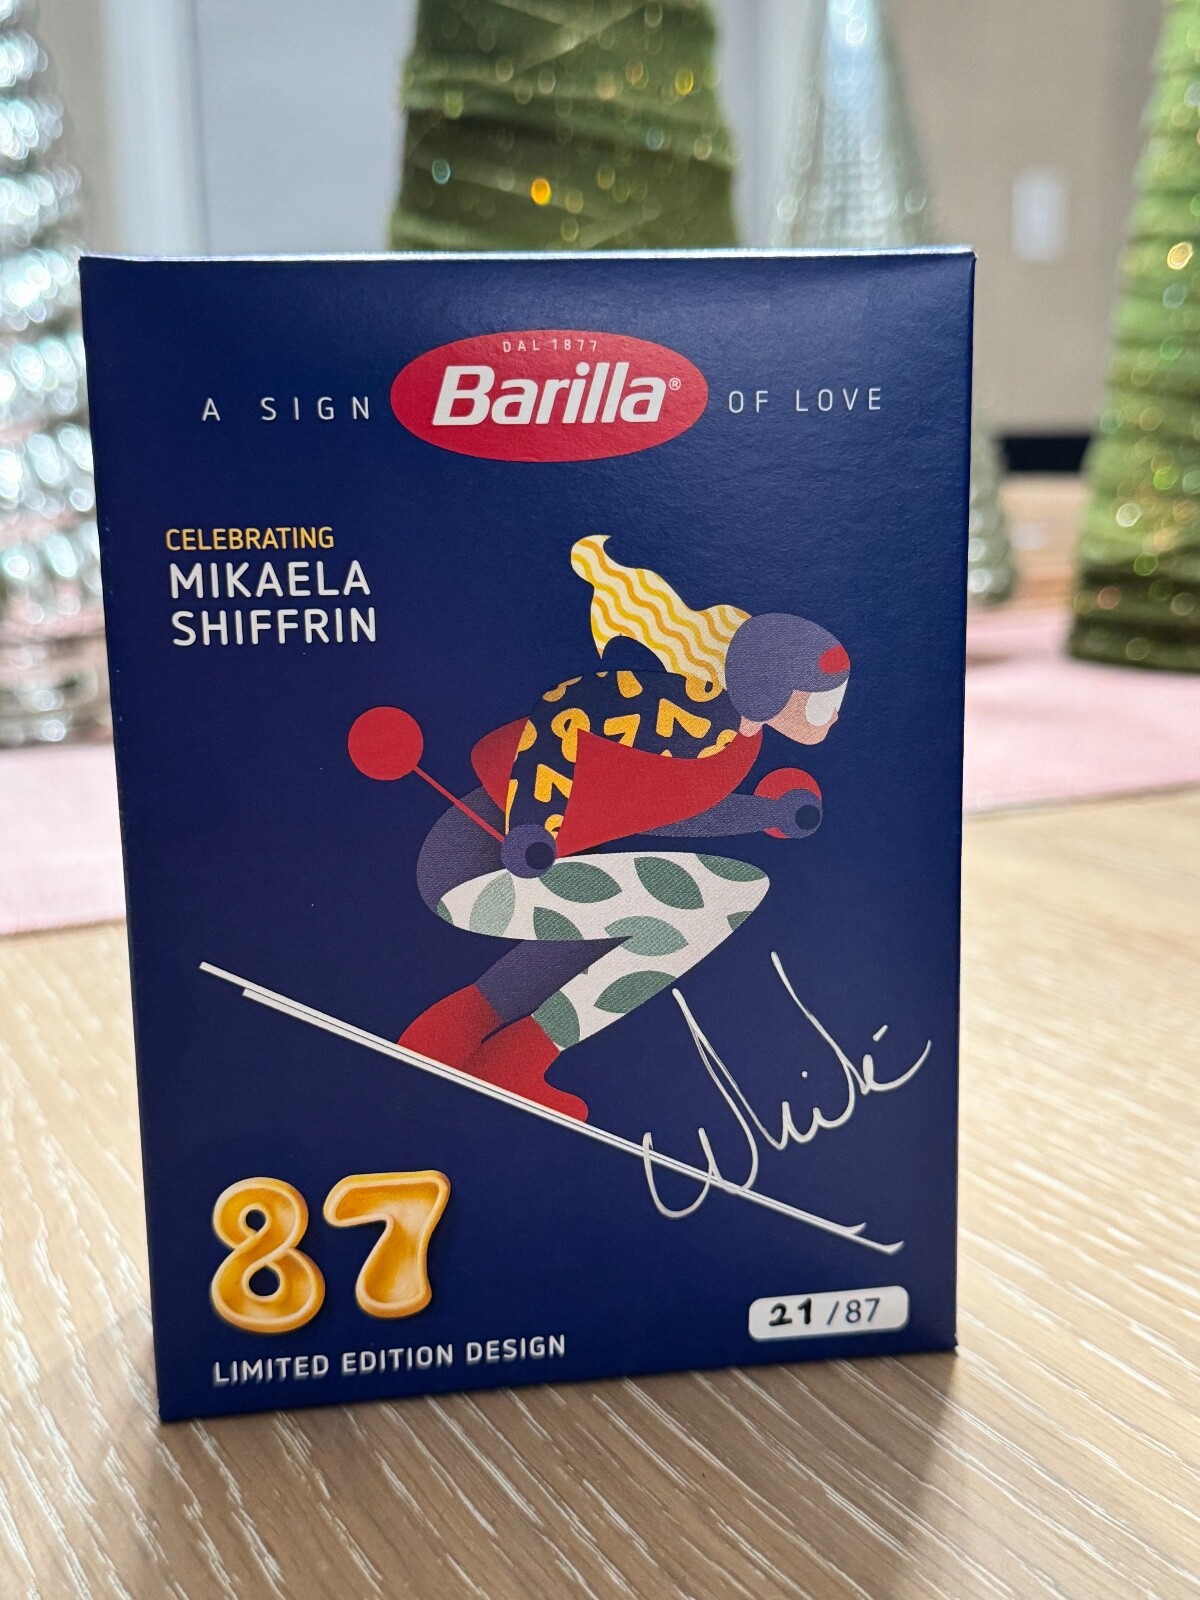 DAL 1877
A SIGN Barilla® OF LOVE
CELEBRATING
MIKAELA
SHIFFRIN
87
LIMITED EDITION DESIGN
21/87